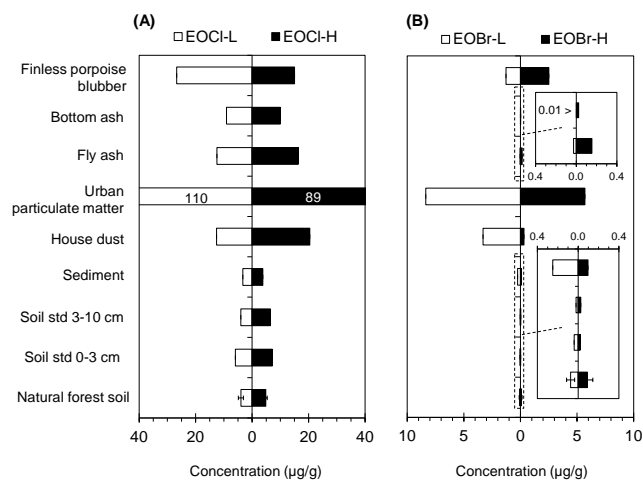 (A)
□ EOCl-L ■ EOCl-H
(B)
□ EOBr-L ■ EOBr-H
Finless porpoise
blubber
Bottom ash
Fly ash
Urban
particulate matter
House dust
Sediment
Soil std 3-10 cm
Soil std 0-3 cm
Natural forest soil
110 89
0.01 >
0.4 0.0 0.4
0.4 0.0 0.4
40 20 0 20 40
10 5 0 5 10
Concentration (µg/g)
Concentration (µg/g)